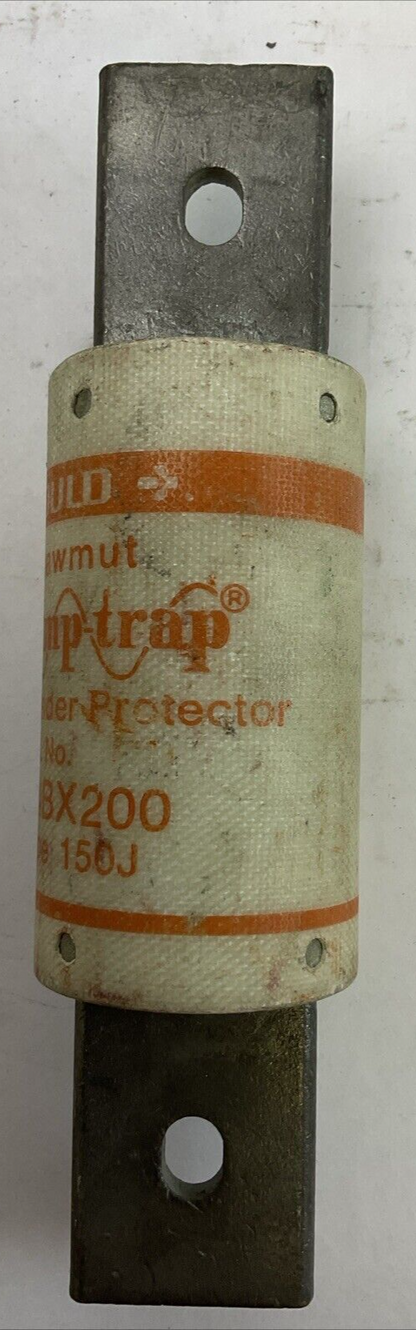 ULD
wmut
mp-trap®
der Protector
No.
BX200
e: 150J